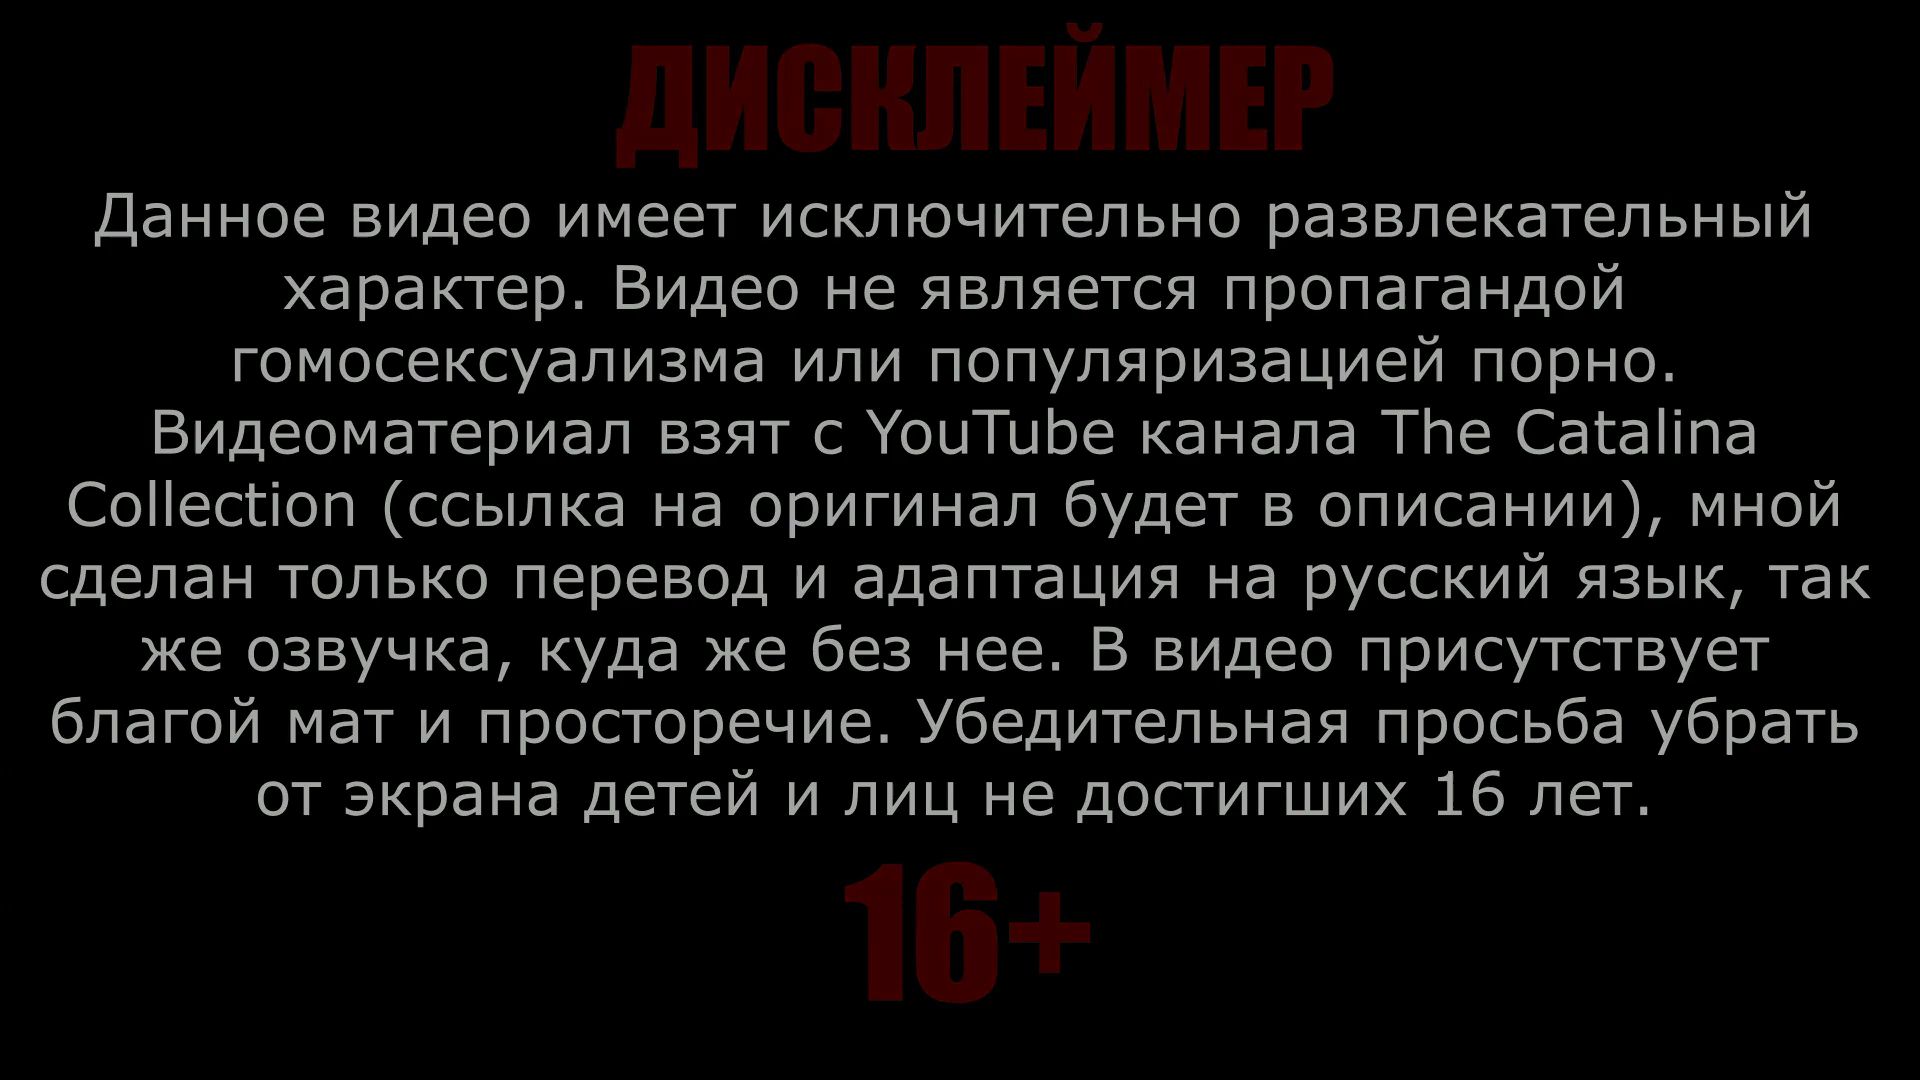 ДИСКЛЕЙМЕР
Данное видео имеет исключительно развлекательный
характер. Видео не является пропагандой
гомосексуализма или популяризацией порно.
Видеоматериал взят с YouTube канала The Catalina
Collection (ссылка на оригинал будет в описании), мной
сделан только перевод и адаптация на русский язык, так
же озвучка, куда же без нее. В видео присутствует
благой мат и просторечие. Убедительная просьба убрать
от экрана детей и лиц не достигших 16 лет.
16+